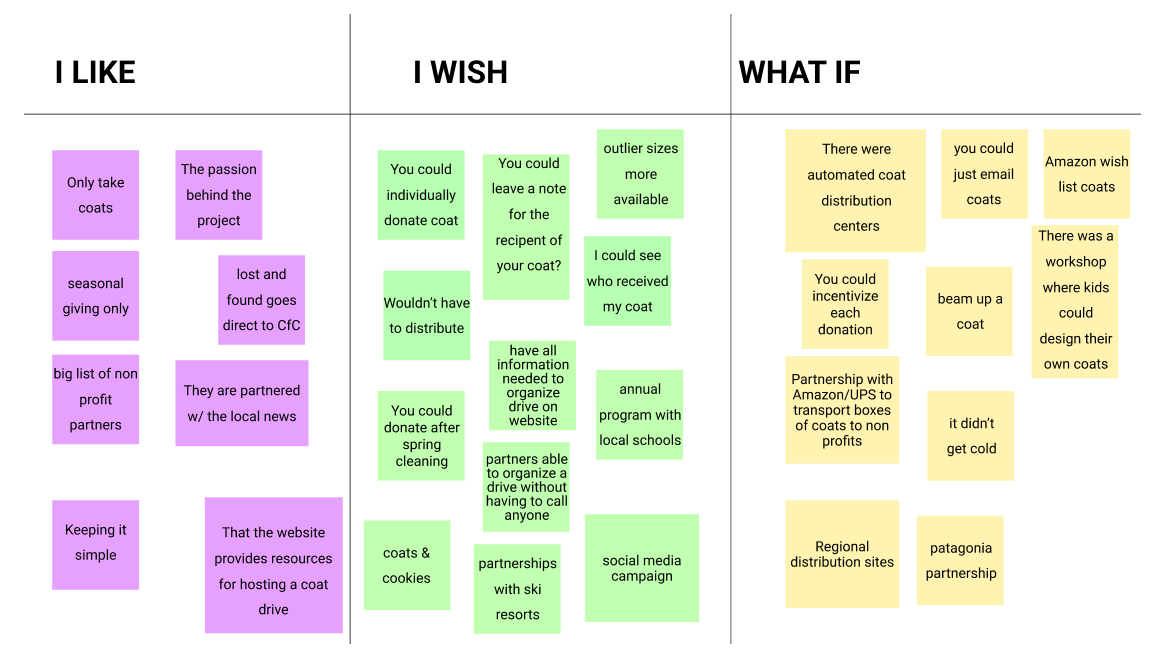 I LIKE
I WISH
WHAT IF
Only take
coats
The passion
behind the
project
seasonal
giving only
lost and
found goes
direct to CfC
big list of non
profit
partners
They are partnered
w/ the local news
Keeping it
simple
That the website
provides resources
for hosting a coat
drive
You could
individually
donate coat
You could
leave a note
for the
recipent of
your coat?
outlier sizes
more
available
I could see
who received
my coat
Wouldn't have
to distribute
have all
information
needed to
organize
drive on
website
annual
program with
local schools
You could
donate after
spring
cleaning
partners able
to organize a
drive without
having to call
anyone
coats &
cookies
partnerships
with ski
resorts
social media
campaign
There were
automated coat
distribution
centers
you could
just email
coats
Amazon wish
list coats
There was a
workshop
where kids
could
design their
own coats
You could
incentivize
each
donation
beam up a
coat
Partnership with
Amazon/UPS to
transport boxes
of coats to non
profits
it didn't
get cold
Regional
distribution sites
patagonia
partnership